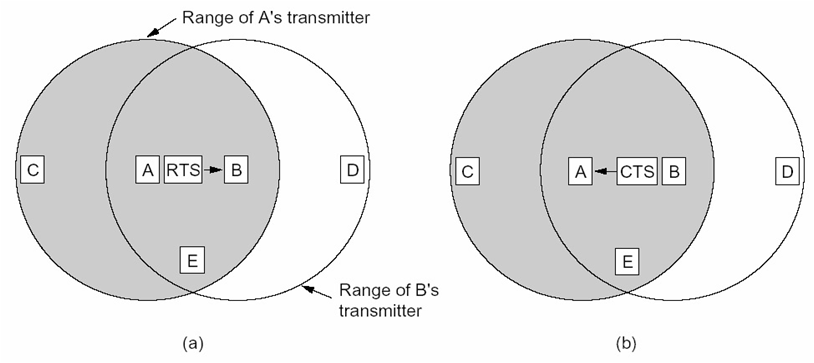 Range of A's transmitter
C
A
RTS
B
D
E
Range of B's
transmitter
(a)
C
A
CTS
B
D
E
(b)